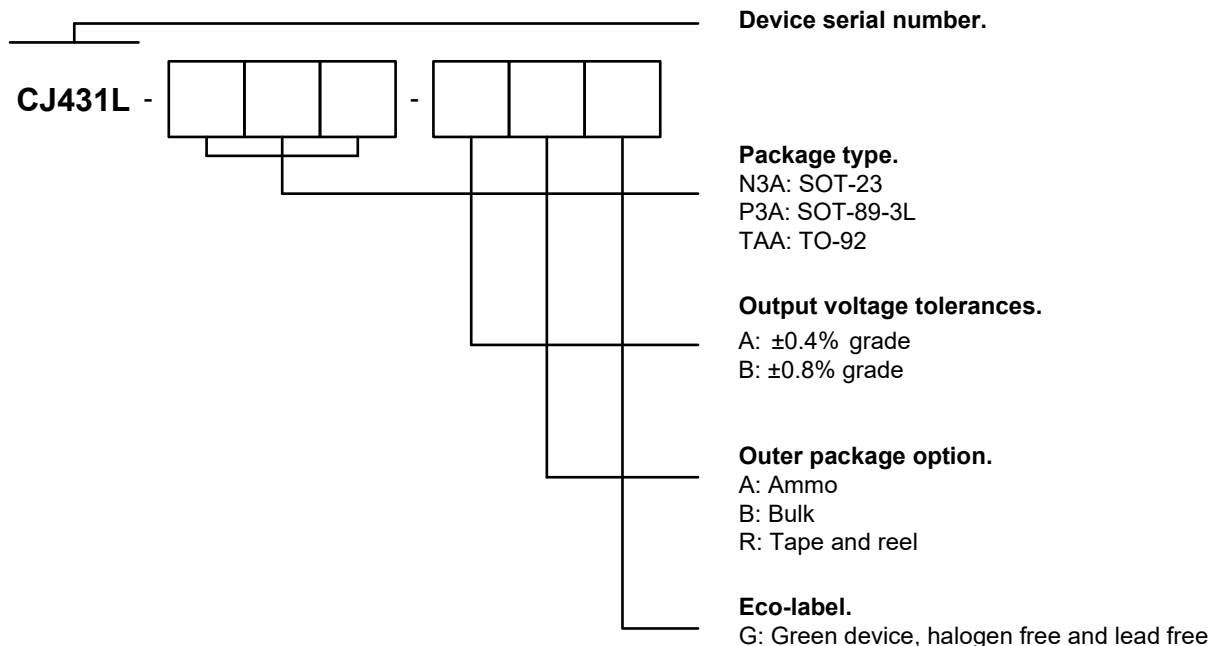 Device serial number.
CJ431L - -
Package type.
N3A: SOT-23
P3A: SOT-89-3L
TAA: TO-92
Output voltage tolerances.
A: ±0.4% grade
B: ±0.8% grade
Outer package option.
A: Ammo
B: Bulk
R: Tape and reel
Eco-label.
G: Green device, halogen free and lead free